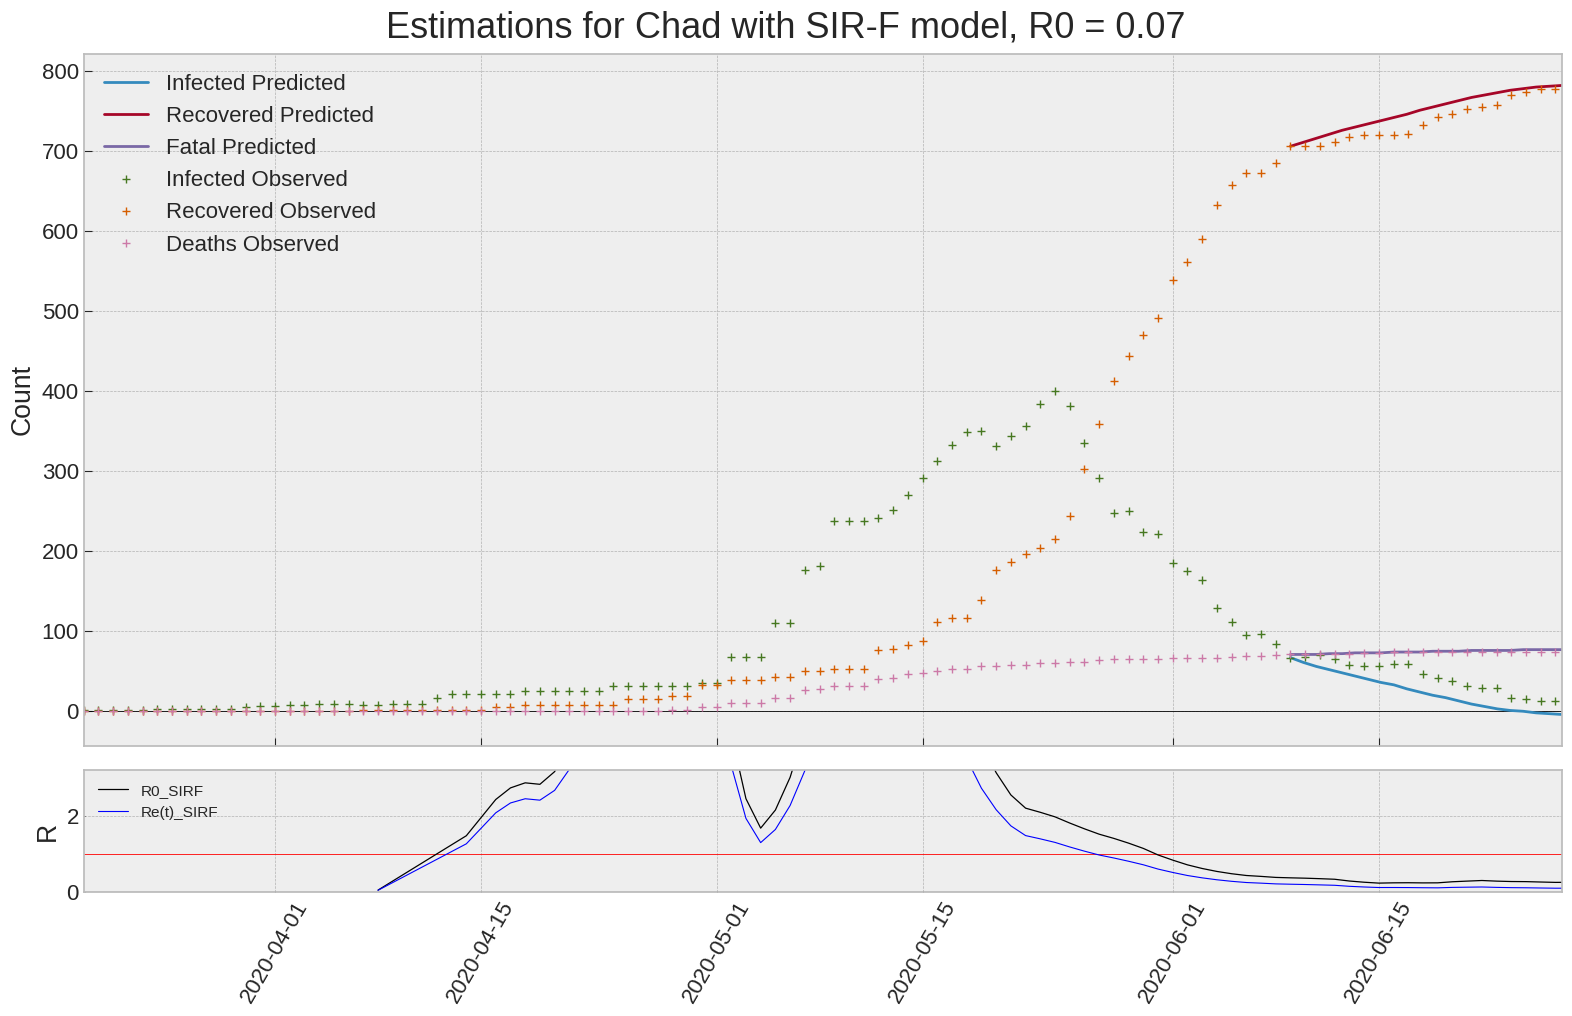 Estimations for Chad with SIR-F model, R0 = 0.07
800
700
600
500
400
300
200
100
0
Count
Infected Predicted
Recovered Predicted
Fatal Predicted
Infected Observed
Recovered Observed
Deaths Observed
2
0
R
R0_SIRF
Re(t)_SIRF
2020-04-01
2020-04-15
2020-05-01
2020-05-15
2020-06-01
2020-06-15